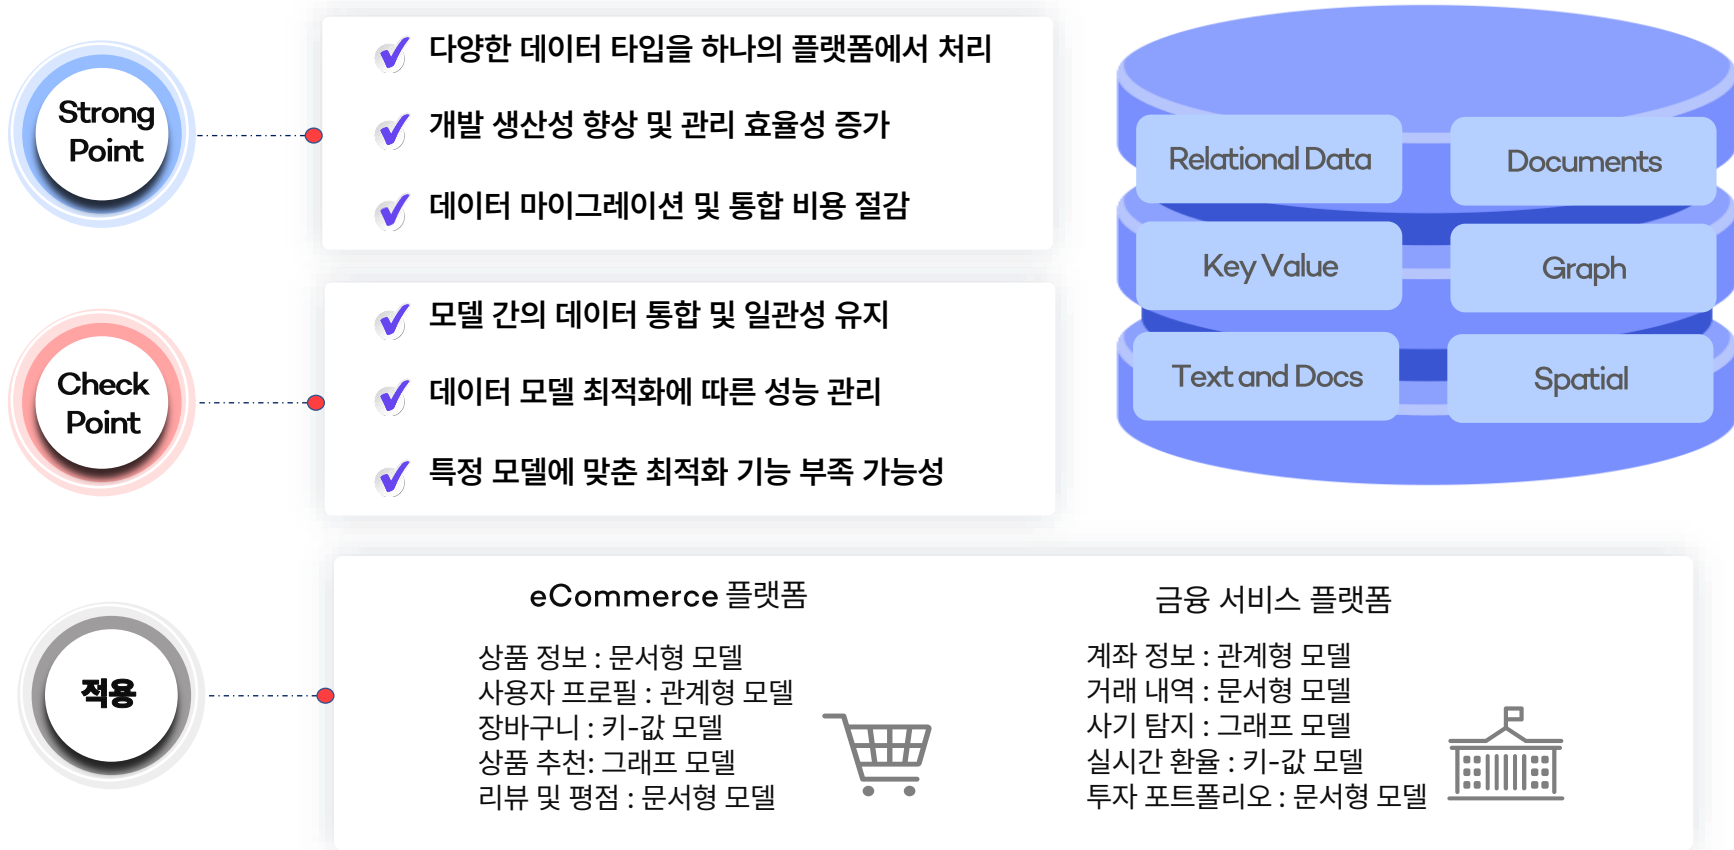 Strong
Point
다양한 데이터 타입을 하나의 플랫폼에서 처리
개발 생산성 향상 및 관리 효율성 증가
데이터 마이그레이션 및 통합 비용 절감
Relational Data
Documents
Key Value
Graph
Text and Docs
Spatial
Check
Point
모델 간의 데이터 통합 및 일관성 유지
데이터 모델 최적화에 따른 성능 관리
특정 모델에 맞춘 최적화 기능 부족 가능성
적용
eCommerce 플랫폼
상품 정보 : 문서형 모델
사용자 프로필 : 관계형 모델
장바구니 : 키-값 모델
상품 추천: 그래프 모델
리뷰 및 평점 : 문서형 모델
금융 서비스 플랫폼
계좌 정보 : 관계형 모델
거래 내역 : 문서형 모델
사기 탐지 : 그래프 모델
실시간 환율 : 키-값 모델
투자 포트폴리오 : 문서형 모델